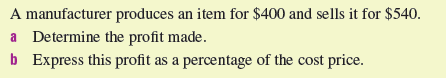 A manufacturer produces an item for $400 and sells it for $540.
a Determine the profit made.
b Express this profit as a percentage of the cost price.